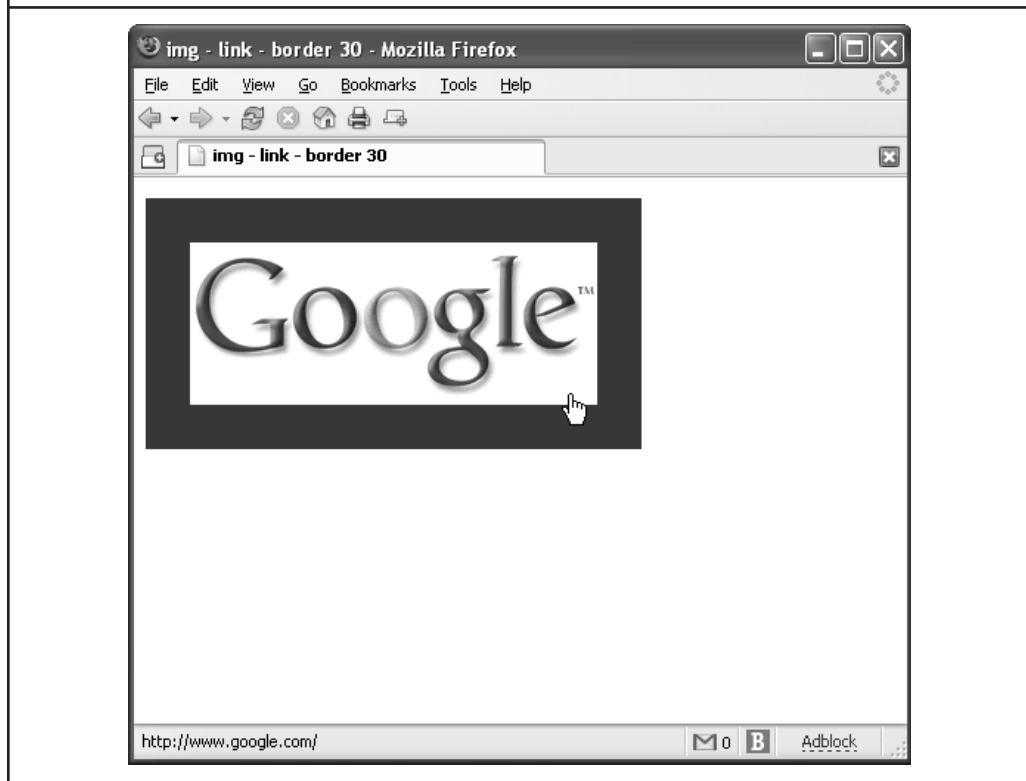 img - link - border 30 - Mozilla Firefox
File Edit View Go Bookmarks Tools Help
img - link - border 30
Google™
http://www.google.com/ 0 B Adblock